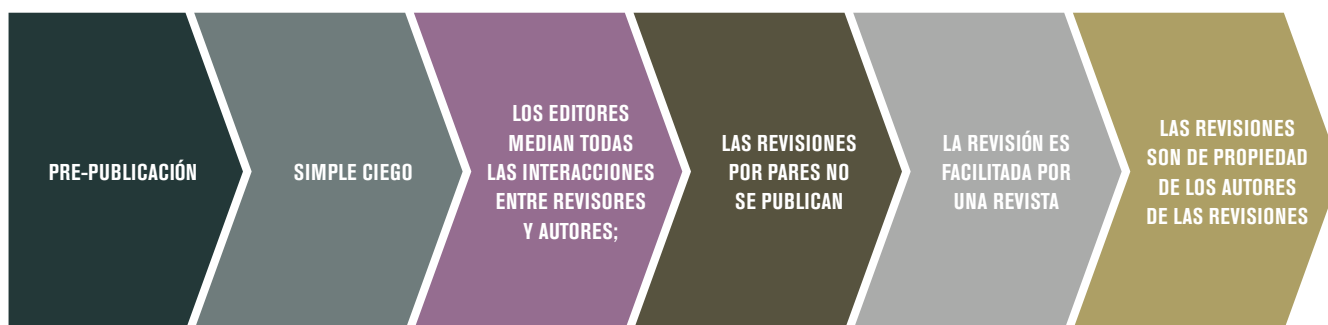 PRE-PUBLICACIÓN
SIMPLE CIEGO
LOS EDITORES
MEDIAN TODAS
LAS INTERACCIONES
ENTRE REVISORES
Y AUTORES;
LAS REVISIONES
POR PARES NO
SE PUBLICAN
LA REVISIÓN ES
FACILITADA POR
UNA REVISTA
LAS REVISIONES
SON DE PROPIEDAD
DE LOS AUTORES
DE LAS REVISIONES